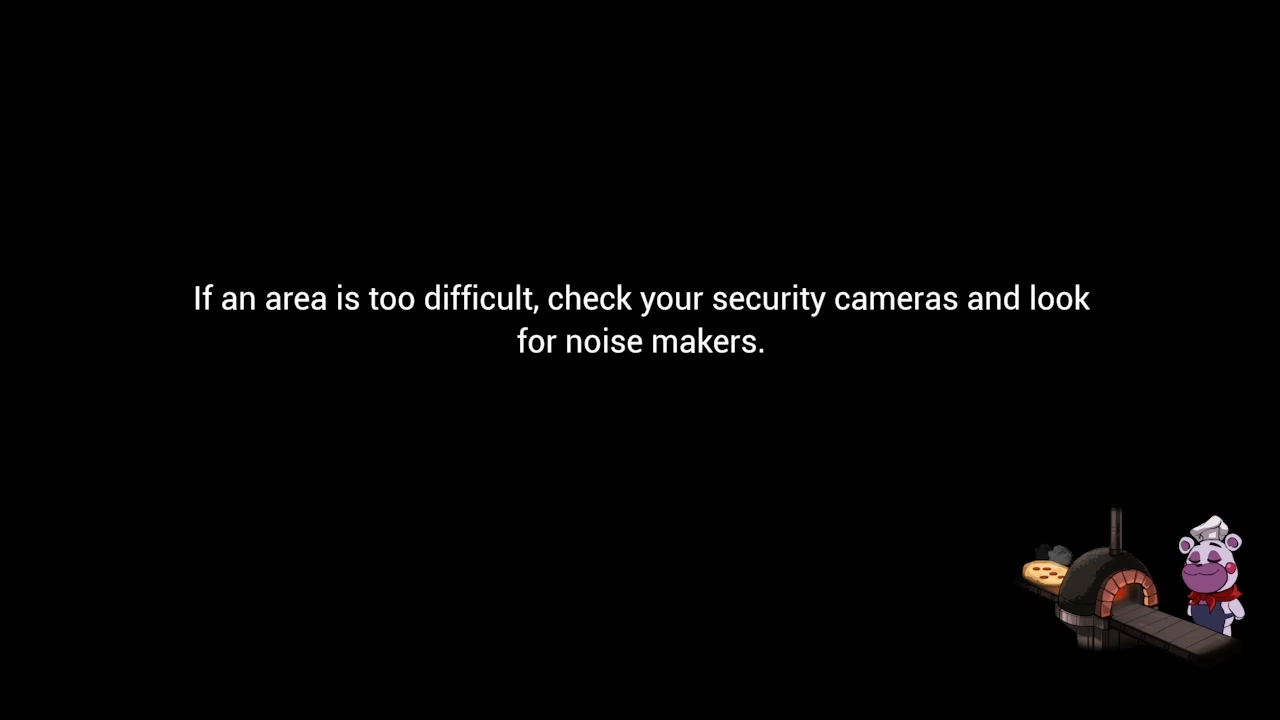 If an area is too difficult, check your security cameras and look
for noise makers.